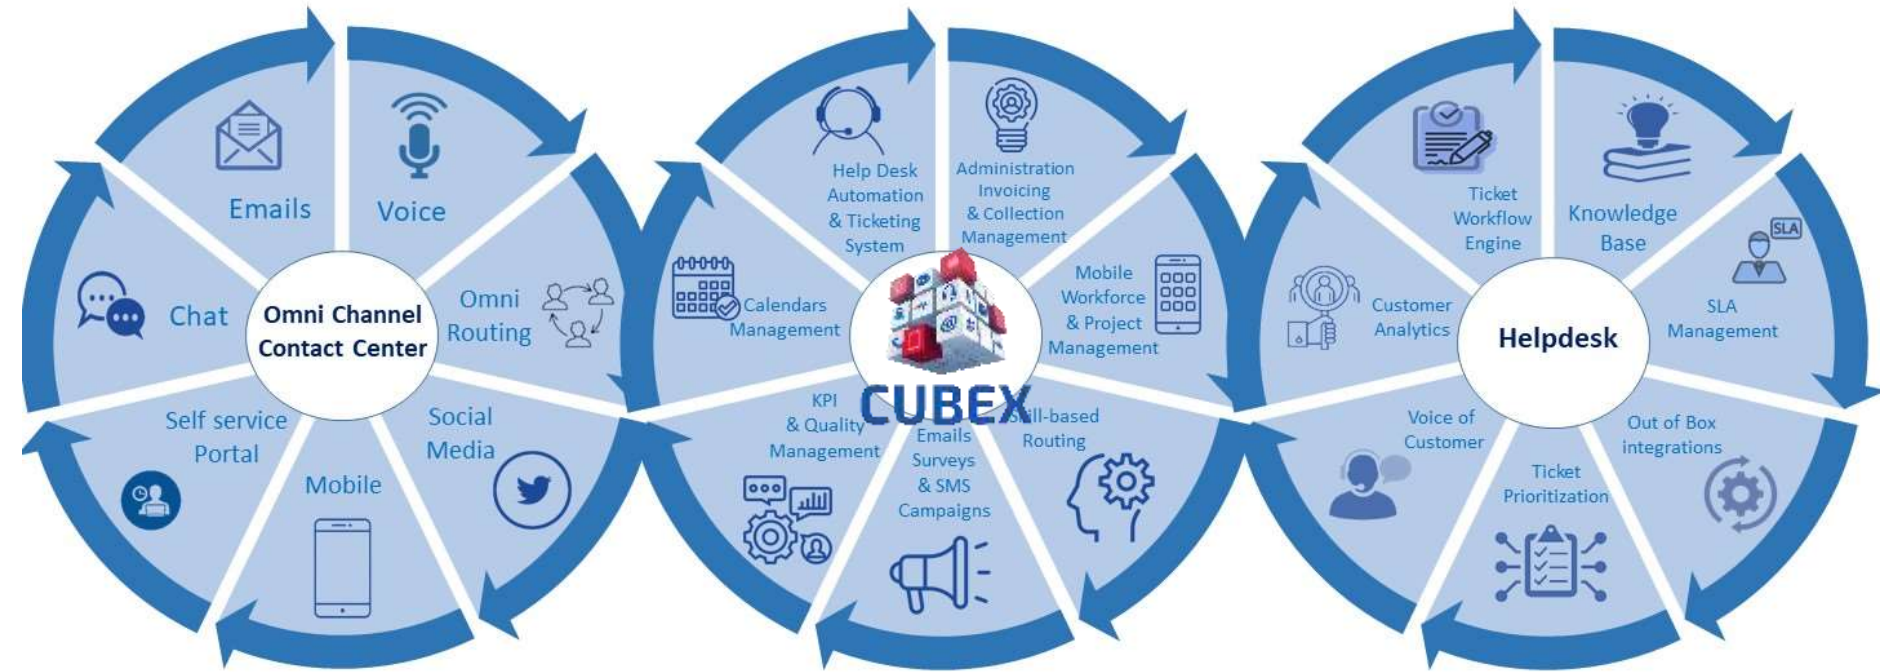 Emails
Voice
Omni
Routing
Social
Media
Mobile
Self service
Portal
Chat
Omni Channel
Contact Center
Help Desk
Automation
& Ticketing
System
Administration
Invoicing
& Collection
Management
Mobile
Workforce
& Project
Management
Skill-based
Routing
Emails
Surveys
& SMS
Campaigns
KPI
& Quality
Management
Calendars
Management
CUBEX
Ticket
Workflow
Engine
Knowledge
Base
SLA
SLA
Management
Out of Box
integrations
Ticket
Prioritization
Voice of
Customer
Customer
Analytics
Helpdesk